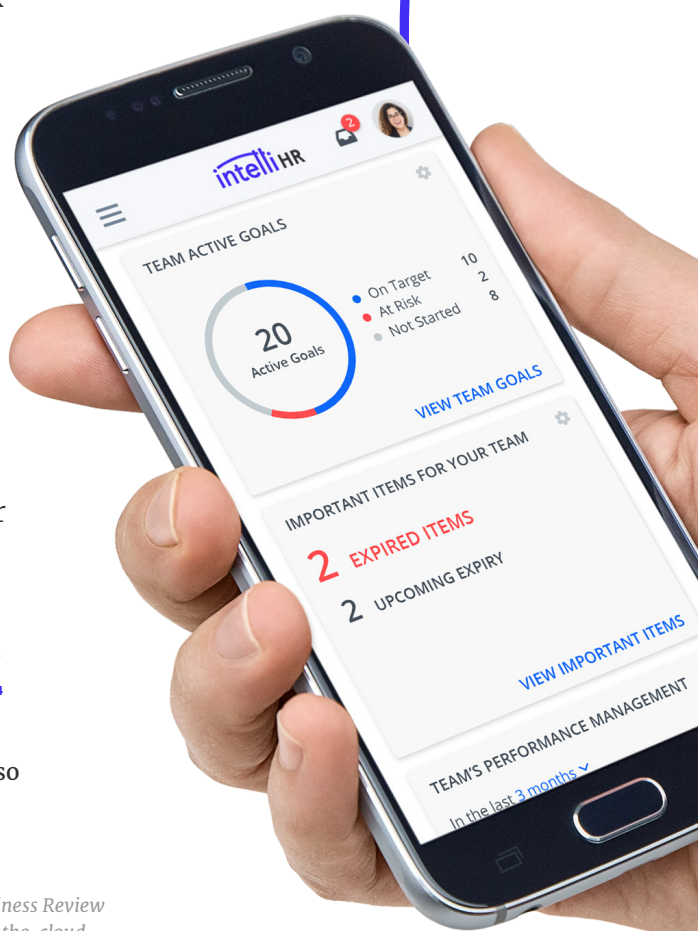 2
intelliHR
TEAM ACTIVE GOALS
20
Active Goals
On Target 10
At Risk 2
Not Started 8
VIEW TEAM GOALS
IMPORTANT ITEMS FOR YOUR TEAM
2 EXPIRED ITEMS
2 UPCOMING EXPIRY
VIEW IMPORTANT ITEMS
TEAM'S PERFORMANCE MANAGEMENT
In the last 3 months
so
Review
the cloud